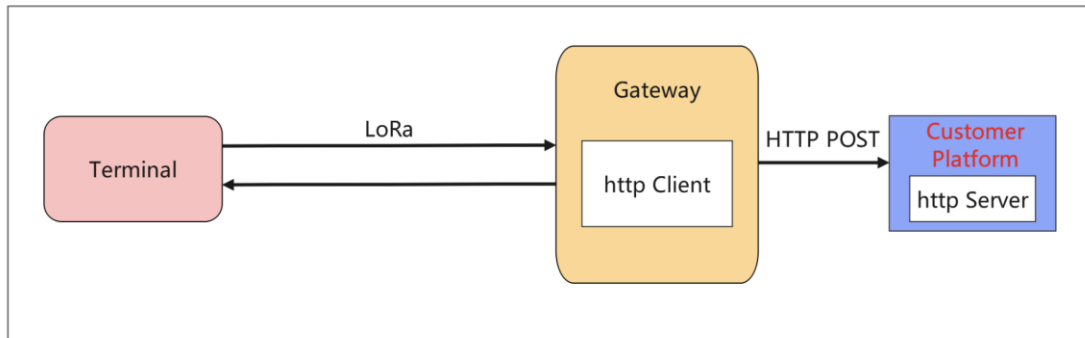 Terminal
LoRa
Gateway
http Client
HTTP POST
Customer
Platform
http Server